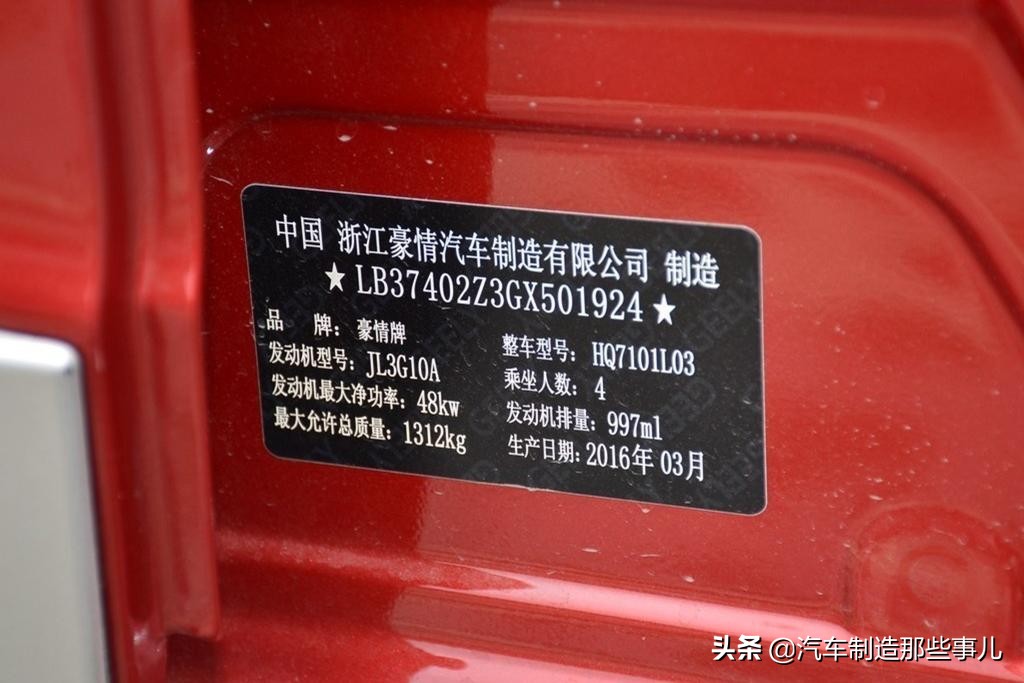 中国 浙江豪情汽车制造有限公司 制造
★ LB37402Z3GX501924 ★
品 牌: 豪情牌
整车型号: HQ7101L03
发动机型号: JL3G10A
乘坐人数: 4
发动机最大净功率: 48kw
发动机排量: 997ml
最大允许总质量: 1312kg
生产日期: 2016年 03月
头条 @汽车制造那些事儿